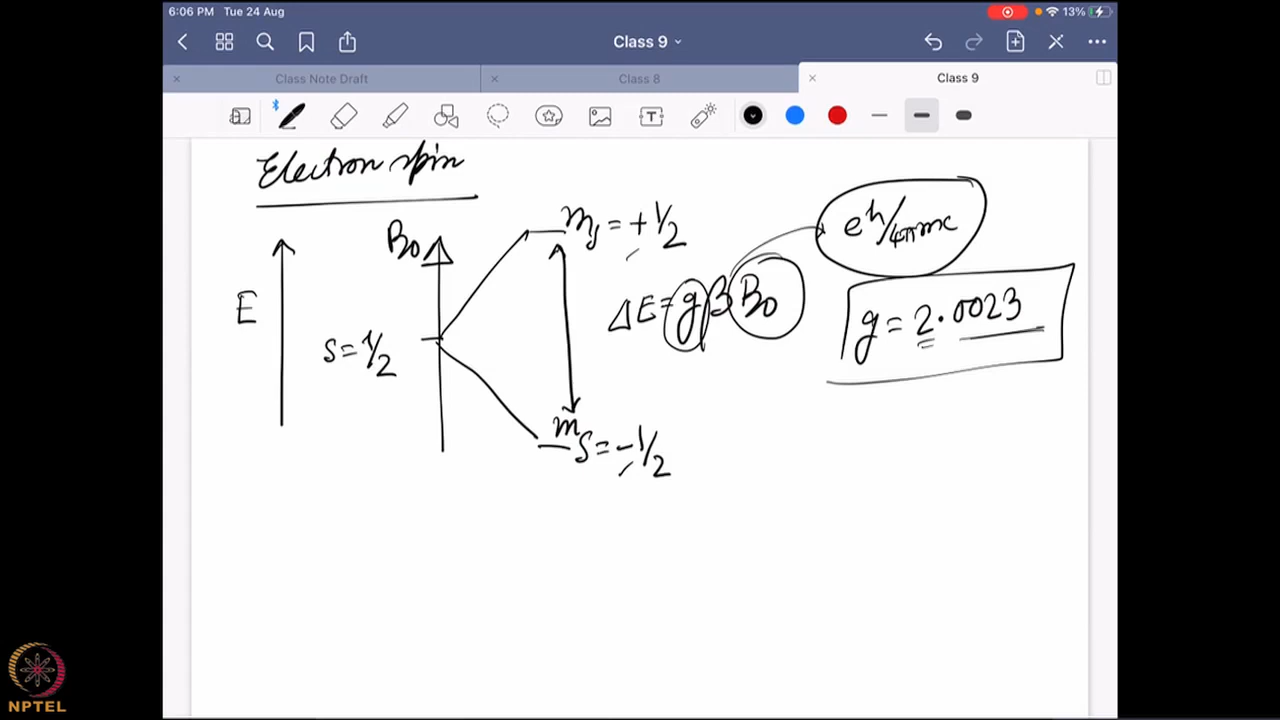 6:06 PM Tue 24 Aug
13%
Class 9
Class Note Draft
Class 8
Class 9
T
Electron spin
B₀
mₛ = + 1/2
eh/4πmc
E
ΔE = gβB₀
g = 2.0023
S = 1/2
mS = - 1/2
NPTEL